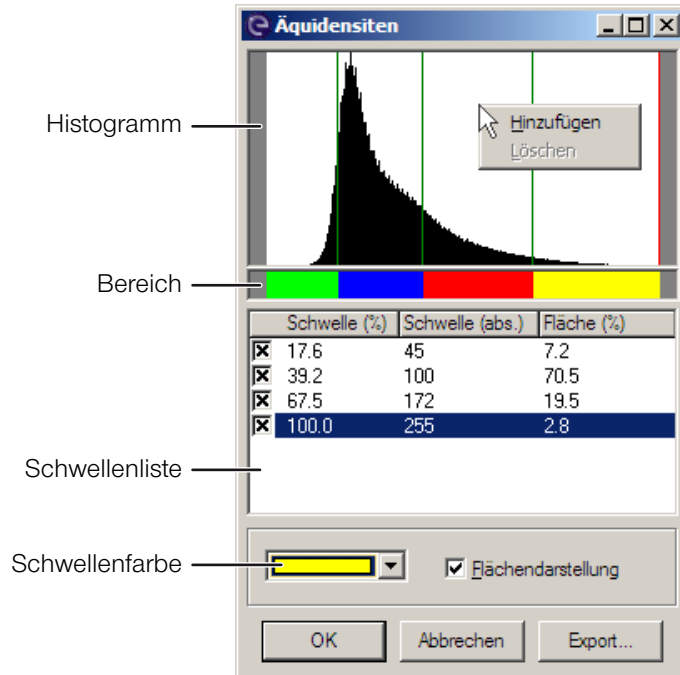 Äquidensiten
Histogramm
Hinzufügen
Löschen
Bereich
Schwelle (%) Schwelle (abs.) Fläche (%)
17.6 45 7.2
39.2 100 70.5
67.5 172 19.5
100.0 255 2.8
Schwellenliste
Schwellenfarbe
Flächendarstellung
OK Abbrechen Export...